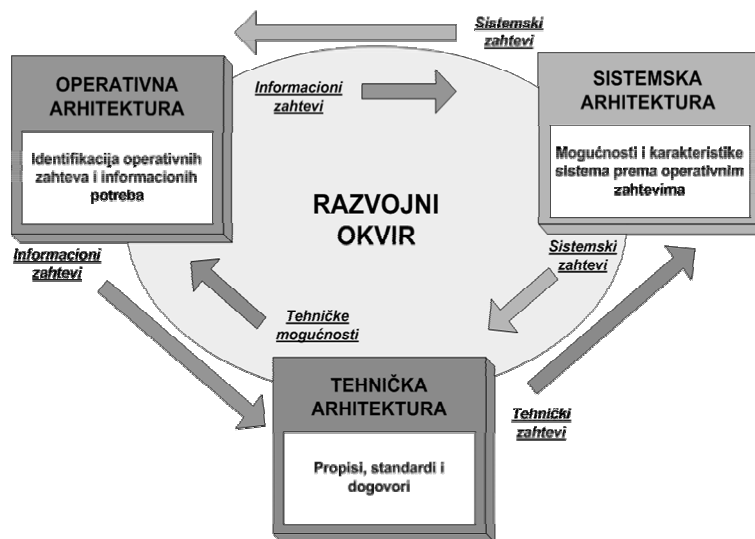 Sistemski
zahtevi
OPERATIVNA
ARHITEKTURA
Identifikacija operativnih
zahteva i informacionih
potreba
Informacioni
zahtevi
SISTEMSKA
ARHITEKTURA
Mogućnosti i karakteristike
sistema prema operativnim
zahtevima
RAZVOJNI
OKVIR
Informacioni
zahtevi
Sistemski
zahtevi
Tehničke
mogućnosti
TEHNIČKA
ARHITEKTURA
Propisi, standardi i
dogovori
Tehnički
zahtevi